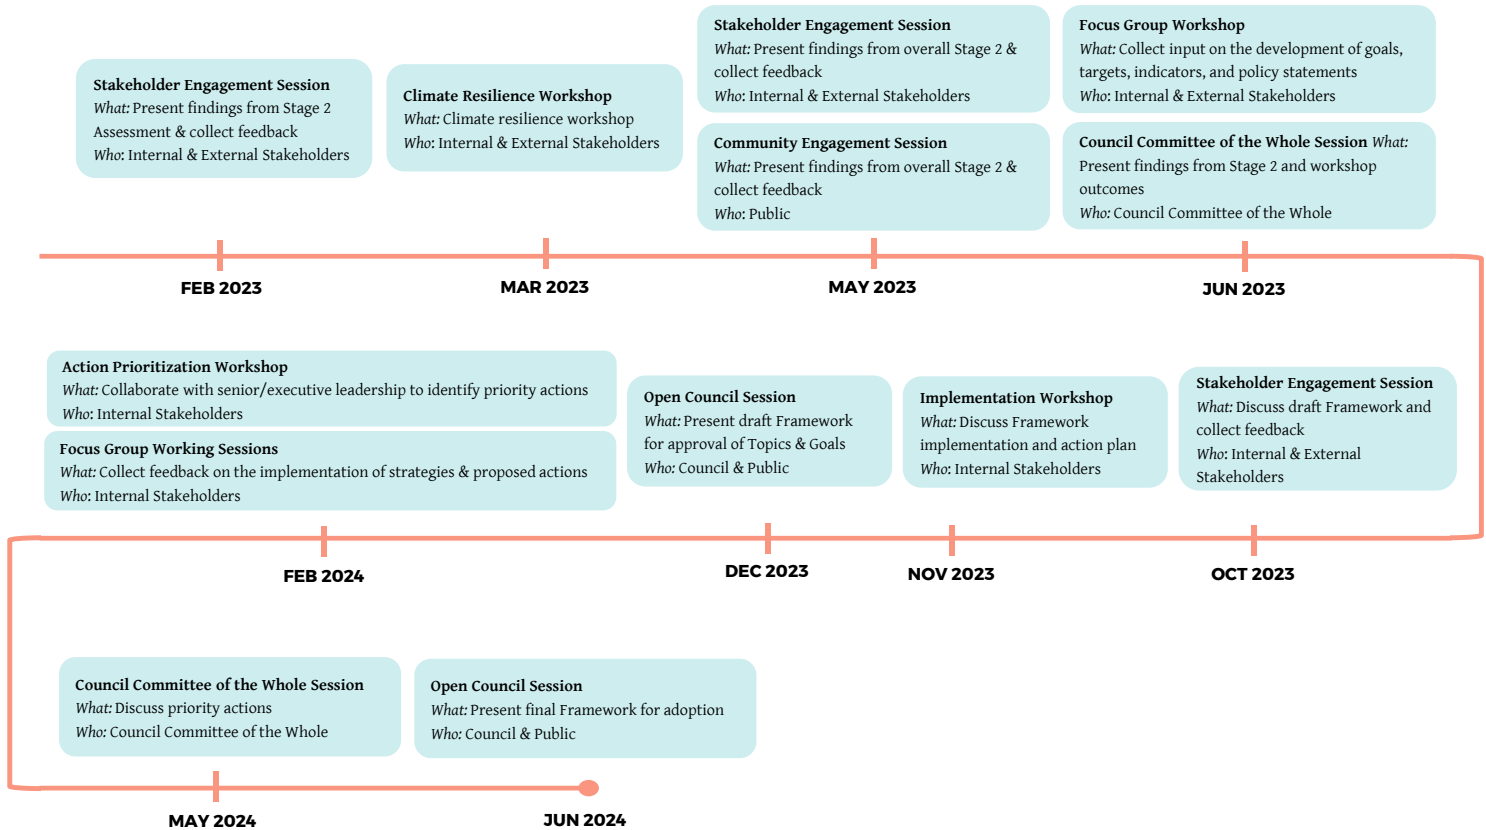 Stakeholder Engagement Session
What: Present findings from Stage 2
Assessment & collect feedback
Who: Internal & External Stakeholders
Climate Resilience Workshop
What: Climate resilience workshop
Who: Internal & External Stakeholders
Stakeholder Engagement Session
What: Present findings from overall Stage 2 &
collect feedback
Who: Internal & External Stakeholders
Community Engagement Session
What: Present findings from overall Stage 2 &
collect feedback
Who: Public
Focus Group Workshop
What: Collect input on the development of goals,
targets, indicators, and policy statements
Who: Internal & External Stakeholders
Council Committee of the Whole Session What:
Present findings from Stage 2 and workshop
outcomes
Who: Council Committee of the Whole
FEB 2023
MAR 2023
MAY 2023
JUN 2023
Action Prioritization Workshop
What: Collaborate with senior/executive leadership to identify priority actions
Who: Internal Stakeholders
Focus Group Working Sessions
What: Collect feedback on the implementation of strategies & proposed actions
Who: Internal Stakeholders
Open Council Session
What: Present draft Framework
for approval of Topics & Goals
Who: Council & Public
Implementation Workshop
What: Discuss Framework
implementation and action plan
Who: Internal Stakeholders
Stakeholder Engagement Session
What: Discuss draft Framework and
collect feedback
Who: Internal & External
Stakeholders
FEB 2024
DEC 2023
NOV 2023
OCT 2023
Council Committee of the Whole Session
What: Discuss priority actions
Who: Council Committee of the Whole
Open Council Session
What: Present final Framework for adoption
Who: Council & Public
MAY 2024
JUN 2024